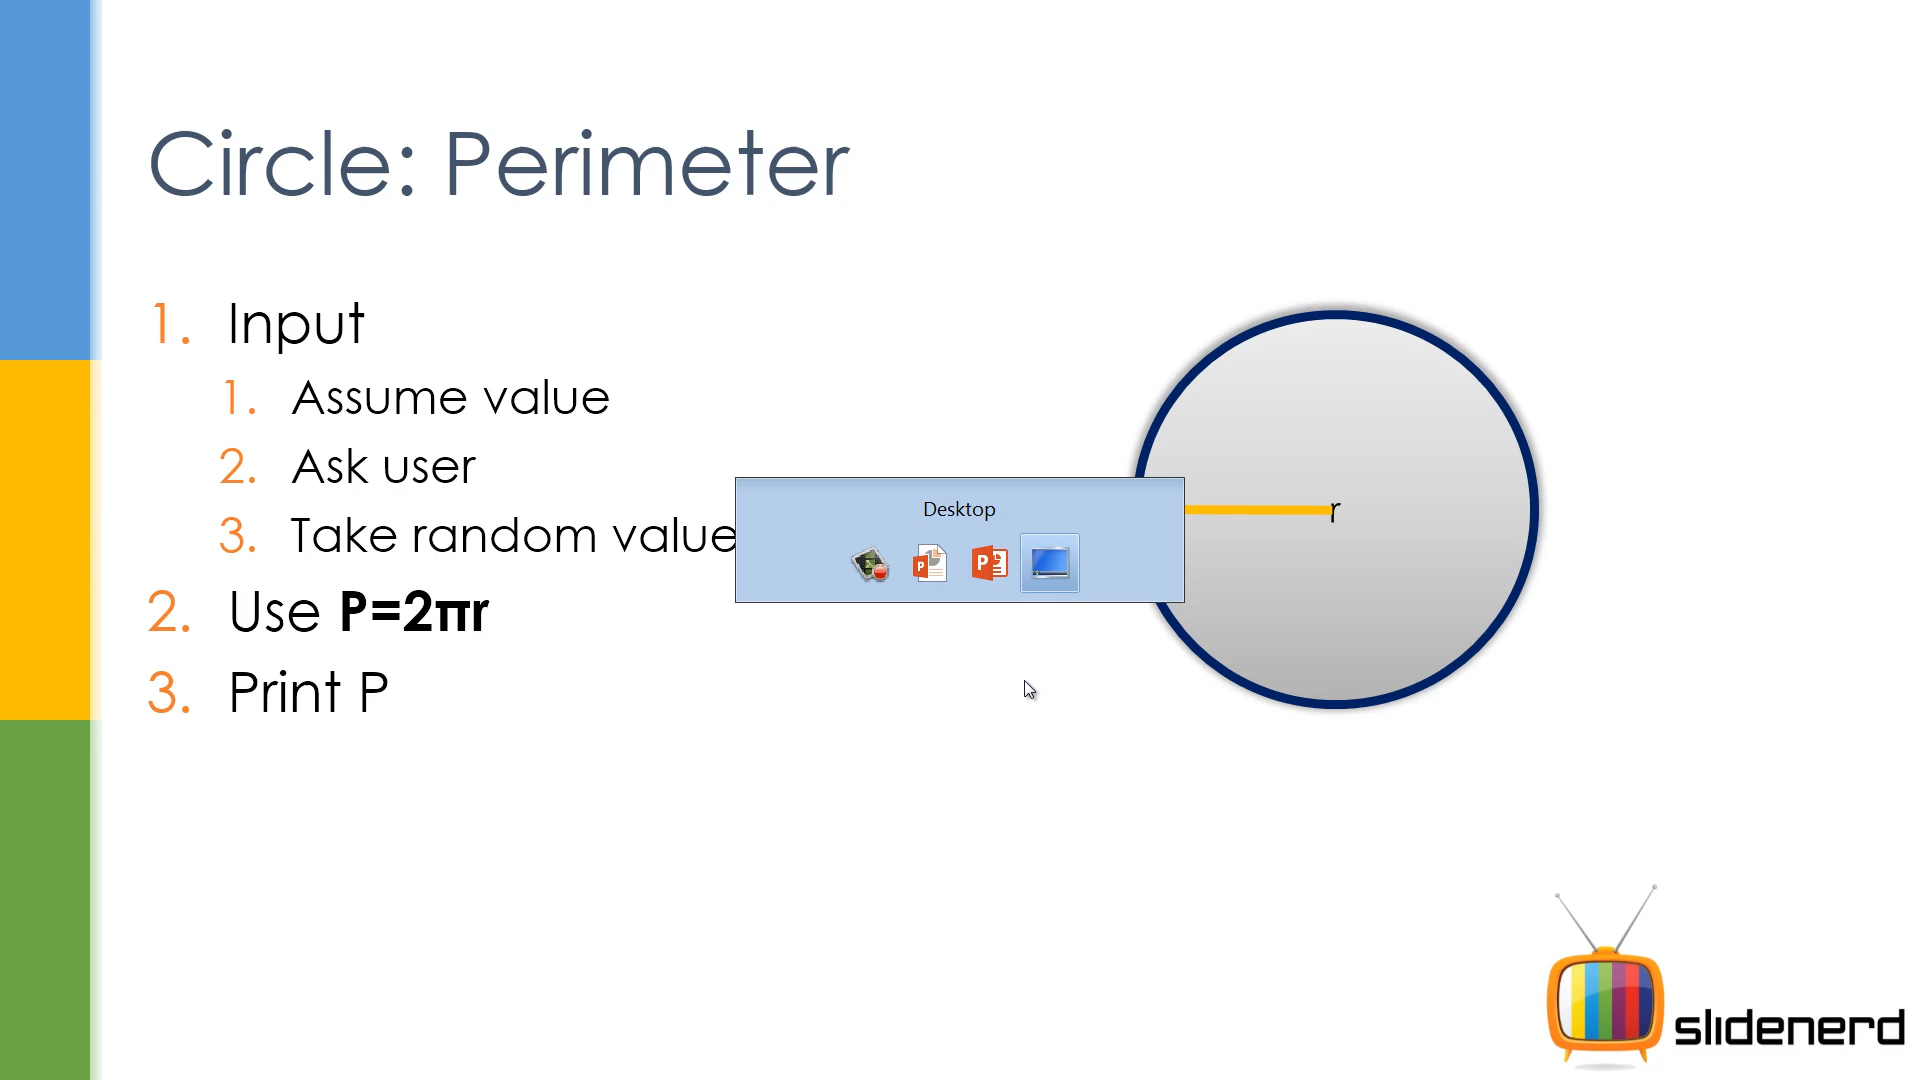 Circle: Perimeter
1. Input
1. Assume value
2. Ask user
3. Take random value
2. Use P=2πr
3. Print P
Desktop
r
slidenerd